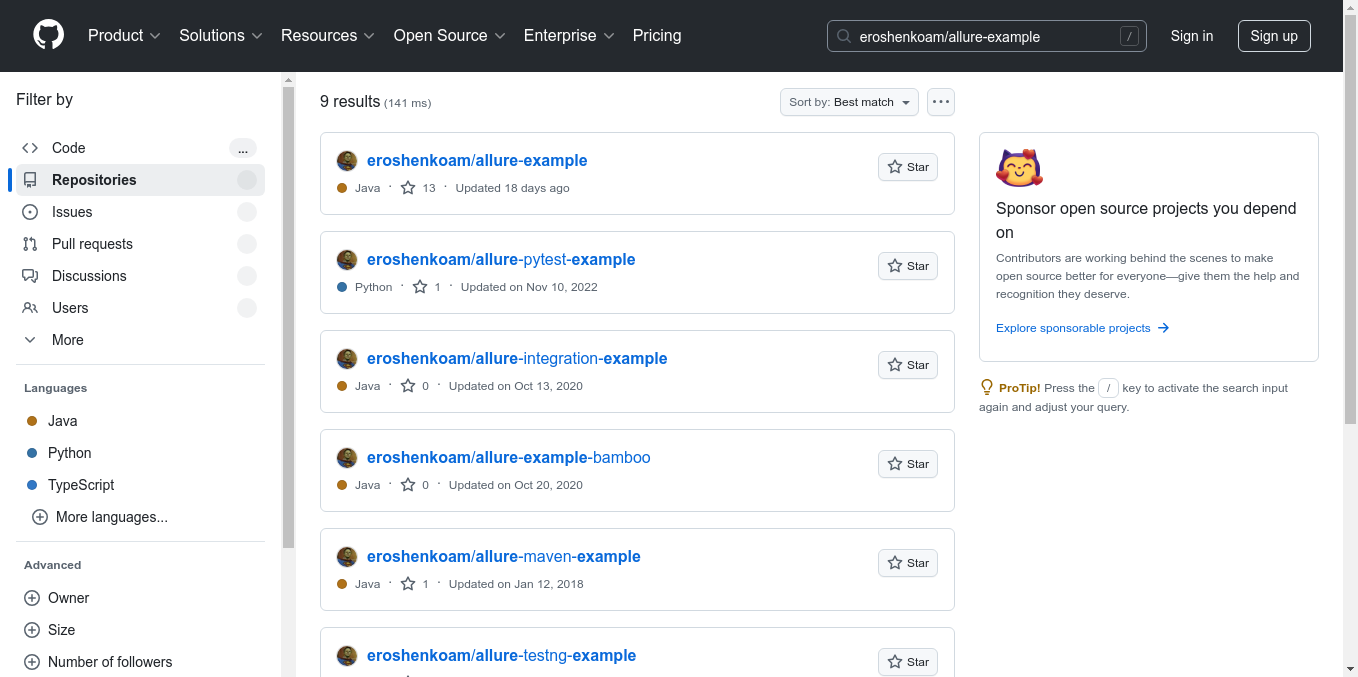 Product Solutions Resources Open Source Enterprise Pricing eroshenkoam/allure-example / Sign in Sign up
Filter by
Code ...
Repositories
Issues
Pull requests
Discussions
Users
More
Languages
Java
Python
TypeScript
More languages...
Advanced
Owner
Size
Number of followers
9 results (141 ms)
Sort by: Best match
eroshenkoam/allure-example
Star
Java · 13 · Updated 18 days ago
eroshenkoam/allure-pytest-example
Star
Python · 1 · Updated on Nov 10, 2022
eroshenkoam/allure-integration-example
Star
Java · 0 · Updated on Oct 13, 2020
eroshenkoam/allure-example-bamboo
Star
Java · 0 · Updated on Oct 20, 2020
eroshenkoam/allure-maven-example
Star
Java · 1 · Updated on Jan 12, 2018
eroshenkoam/allure-testng-example
Star
Sponsor open source projects you depend
on
Contributors are working behind the scenes to make
open source better for everyone—give them the help and
recognition they deserve.
Explore sponsorable projects
ProTip! Press the / key to activate the search input
again and adjust your query.